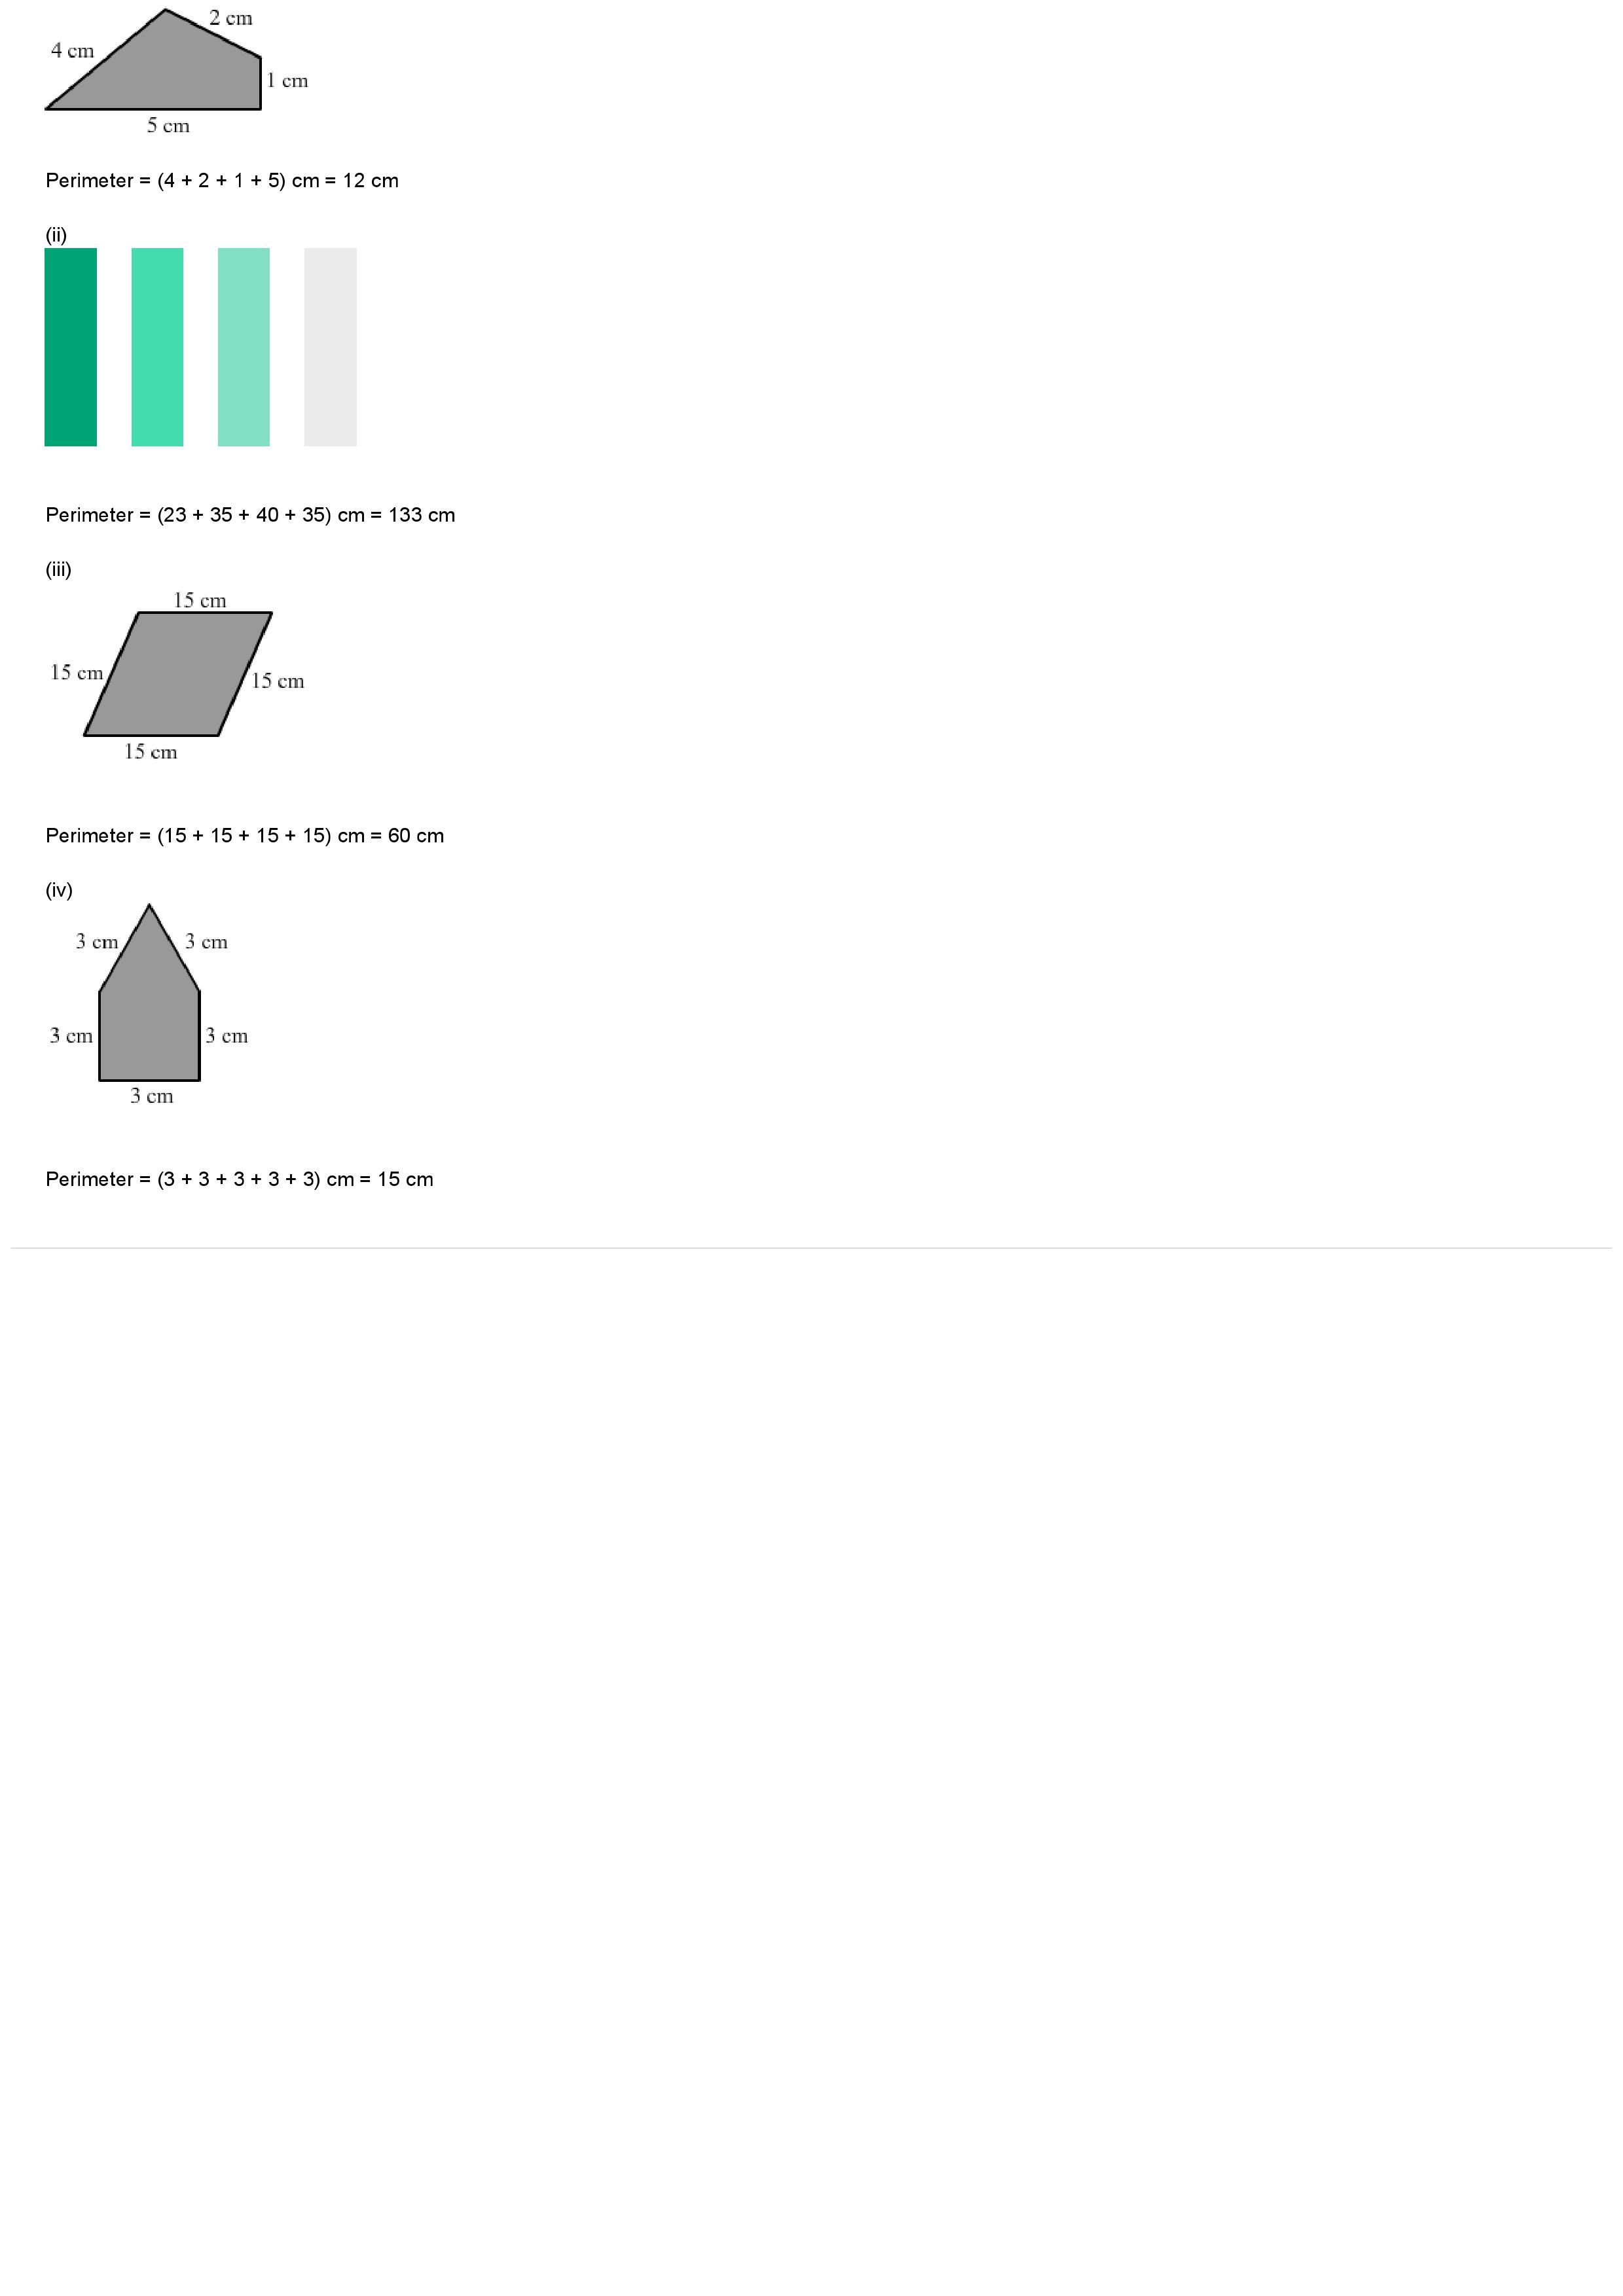 2 cm
4 cm
1 cm
5 cm
Perimeter = (4 + 2 + 1 + 5) cm = 12 cm
(ii)
Perimeter = (23 + 35 + 40 + 35) cm = 133 cm
(iii)
15 cm
15 cm
15 cm
15 cm
Perimeter = (15 + 15 + 15 + 15) cm = 60 cm
(iv)
3 cm 3 cm
3 cm 3 cm
3 cm
Perimeter = (3 + 3 + 3 + 3 + 3) cm = 15 cm